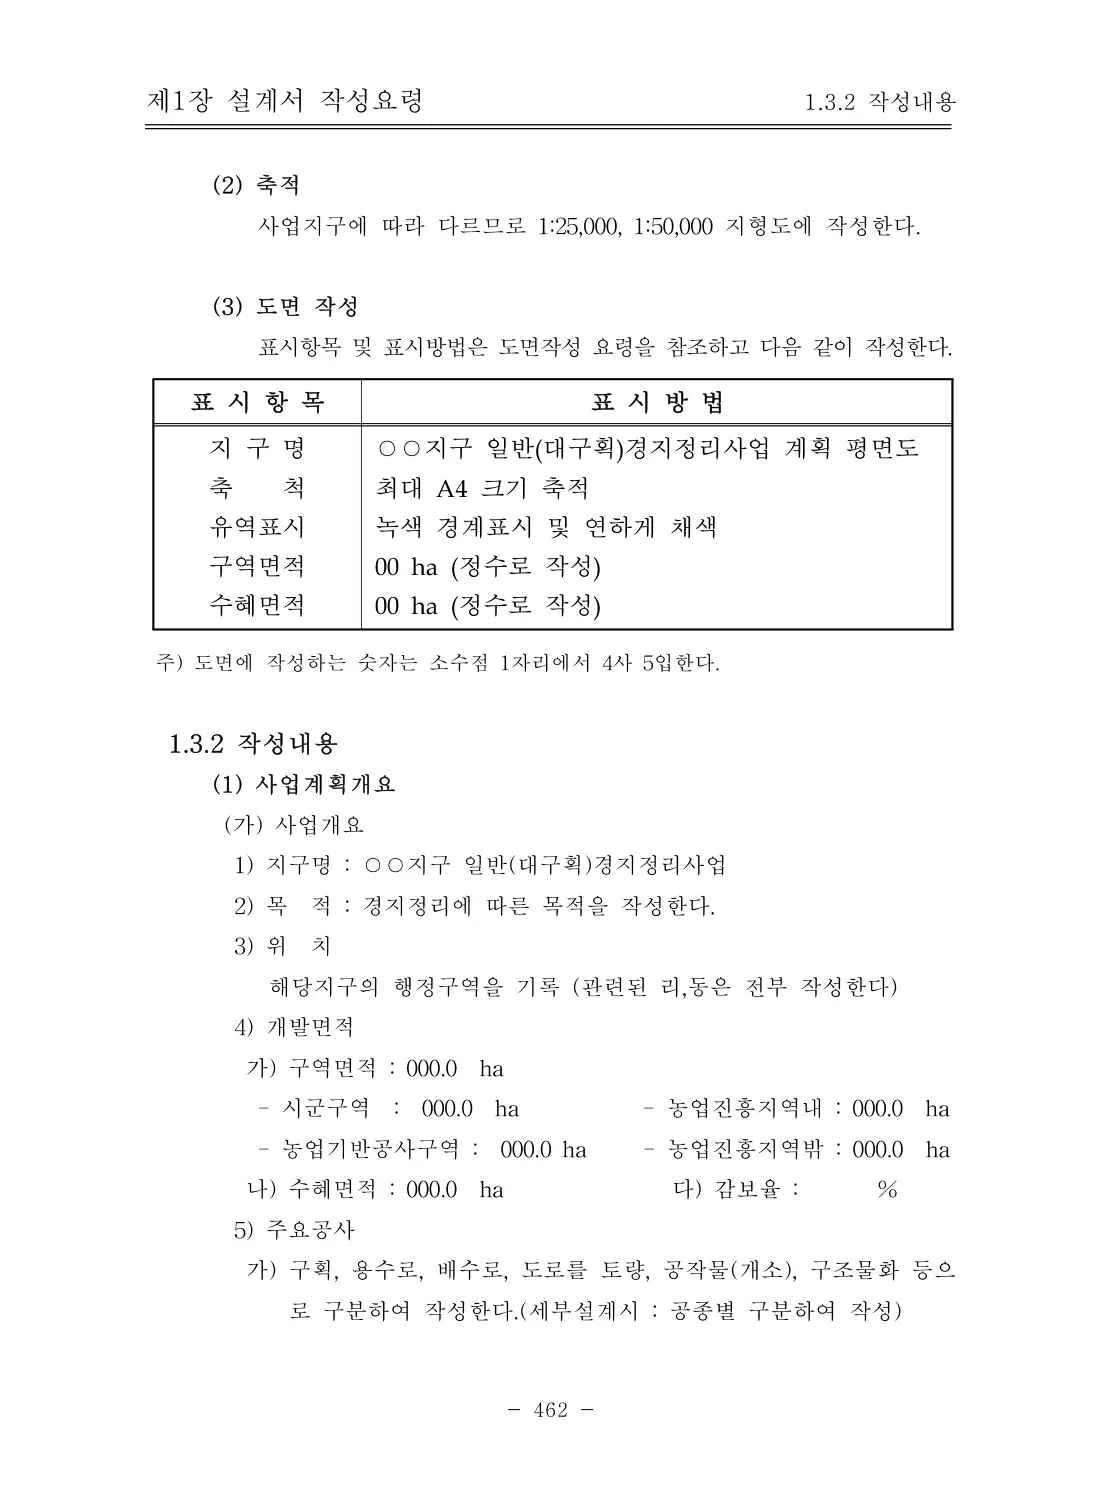 제1장 설계서 작성요령 1.3.2 작성내용
(2) 축적
사업지구에 따라 다르므로 1:25,000, 1:50,000 지형도에 작성한다.
(3) 도면 작성
표시항목 및 표시방법은 도면작성 요령을 참조하고 다음 같이 작성한다.
표 시 항 목 표 시 방 법
지 구 명 ○○지구 일반(대구획)경지정리사업 계획 평면도
축 척 최대 A4 크기 축적
유역표시 녹색 경계표시 및 연하게 채색
구역면적 00 ha (정수로 작성)
수혜면적 00 ha (정수로 작성)
주) 도면에 작성하는 숫자는 소수점 1자리에서 4사 5입한다.
1.3.2 작성내용
(1) 사업계획개요
(가) 사업개요
1) 지구명 : ○○지구 일반(대구획)경지정리사업
2) 목 적 : 경지정리에 따른 목적을 작성한다.
3) 위 치
해당지구의 행정구역을 기록 (관련된 리,동은 전부 작성한다)
4) 개발면적
가) 구역면적 : 000.0 ha
- 시군구역 : 000.0 ha - 농업진흥지역내 : 000.0 ha
- 농업기반공사구역 : 000.0 ha - 농업진흥지역밖 : 000.0 ha
나) 수혜면적 : 000.0 ha 다) 감보율 : %
5) 주요공사
가) 구획, 용수로, 배수로, 도로를 토량, 공작물(개소), 구조물화 등으
로 구분하여 작성한다.(세부설계시 : 공종별 구분하여 작성)
- 462 -